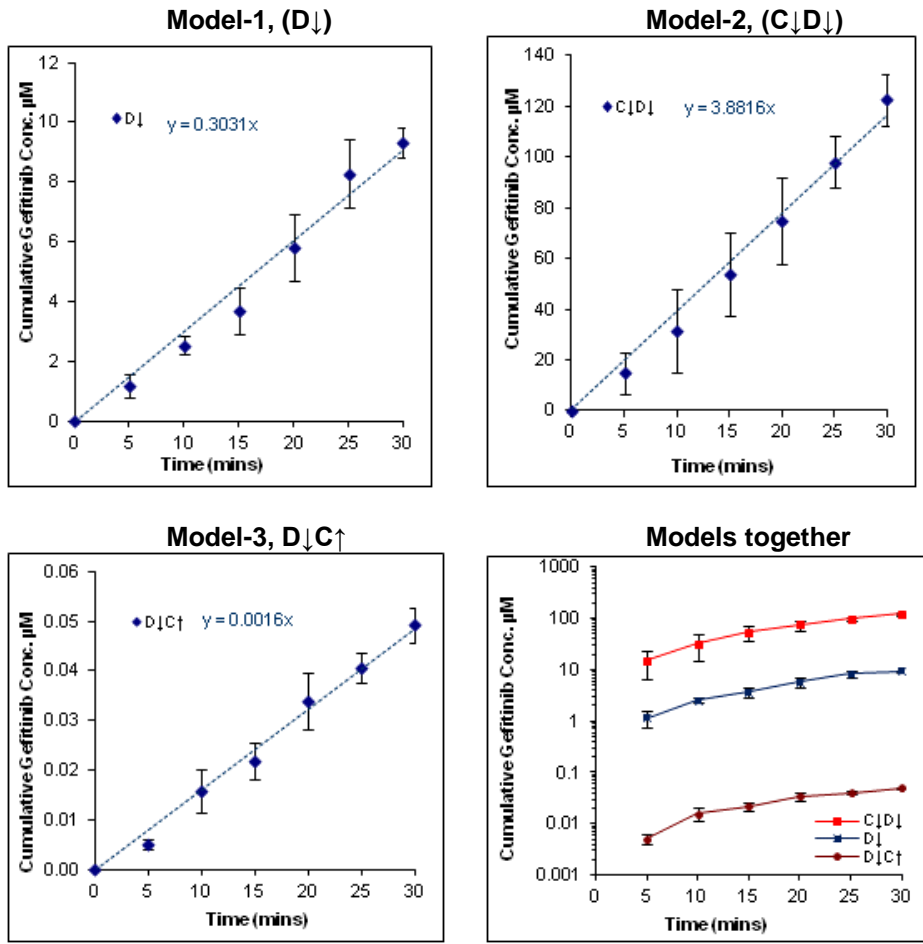 Model-1, (D↓)
12
10
8
6
4
2
0
D↓
y = 0.3031x
0 5 10 15 20 25 30
Time (mins)
Cumulative Gefitinib Conc. µM
Model-2, (C↓D↓)
140
120
100
80
60
40
20
0
C↓D↓
y = 3.8816x
0 5 10 15 20 25 30
Time (mins)
Cumulative Gefitinib Conc. µM
Model-3, D↓C↑
0.06
0.05
0.04
0.03
0.02
0.01
0.00
D↓C↑
y = 0.0016x
0 5 10 15 20 25 30
Time (mins)
Cumulative Gefitinib Conc. µM
Models together
1000
100
10
1
0.1
0.01
0.001
C↓D↓
D↓
D↓C↑
0 5 10 15 20 25 30
Time (mins)
Cumulative Gefitinib Conc. µM